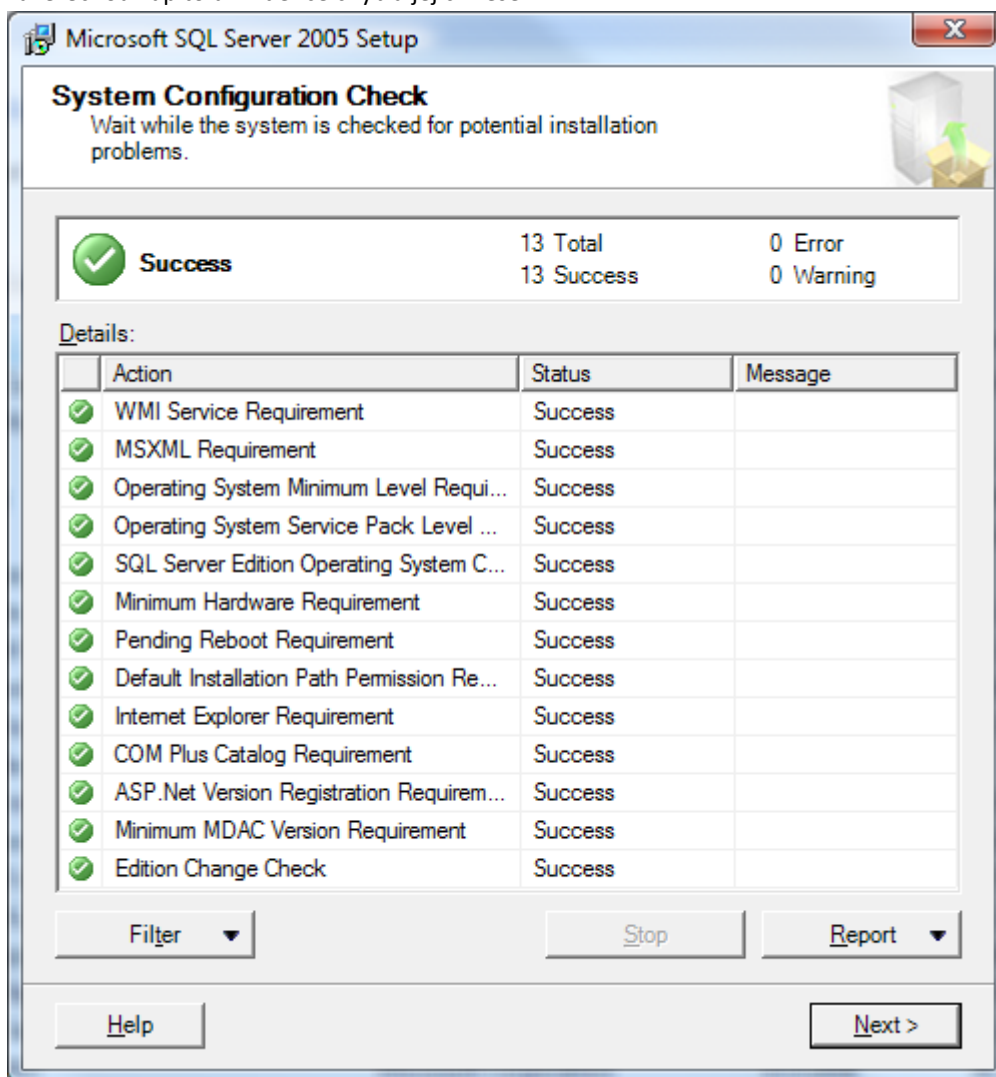 Microsoft SQL Server 2005 Setup
System Configuration Check
Wait while the system is checked for potential installation
problems.
Success
13 Total
0 Error
13 Success
0 Warning
Details:
Action Status Message
WMI Service Requirement Success
MSXML Requirement Success
Operating System Minimum Level Requi... Success
Operating System Service Pack Level ... Success
SQL Server Edition Operating System C... Success
Minimum Hardware Requirement Success
Pending Reboot Requirement Success
Default Installation Path Permission Re... Success
Internet Explorer Requirement Success
COM Plus Catalog Requirement Success
ASP.Net Version Registration Requirem... Success
Minimum MDAC Version Requirement Success
Edition Change Check Success
Filter Stop Report
Help Next >